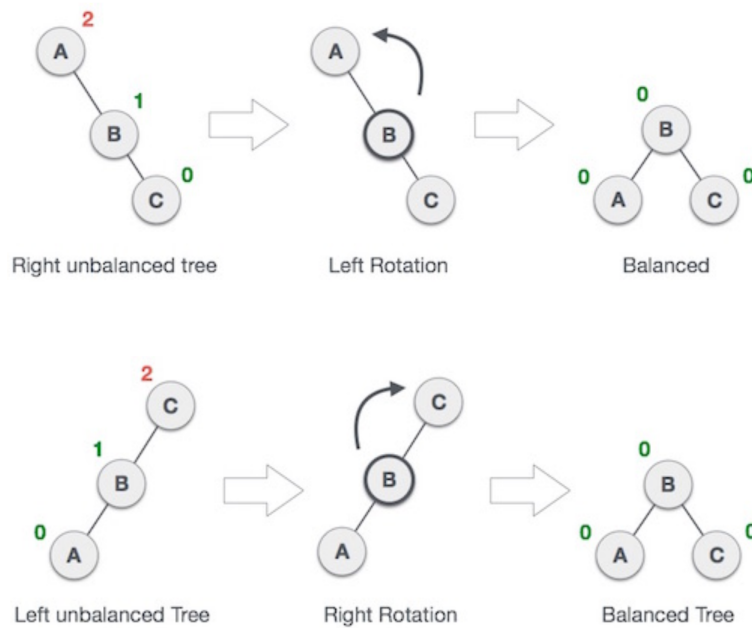 2
A
A
1
0
B
B
B
0
0
0
C
C
A
C
Right unbalanced tree
Left Rotation
Balanced
2
C
C
1
0
B
B
B
0
0
0
A
A
A
C
Left unbalanced Tree
Right Rotation
Balanced Tree